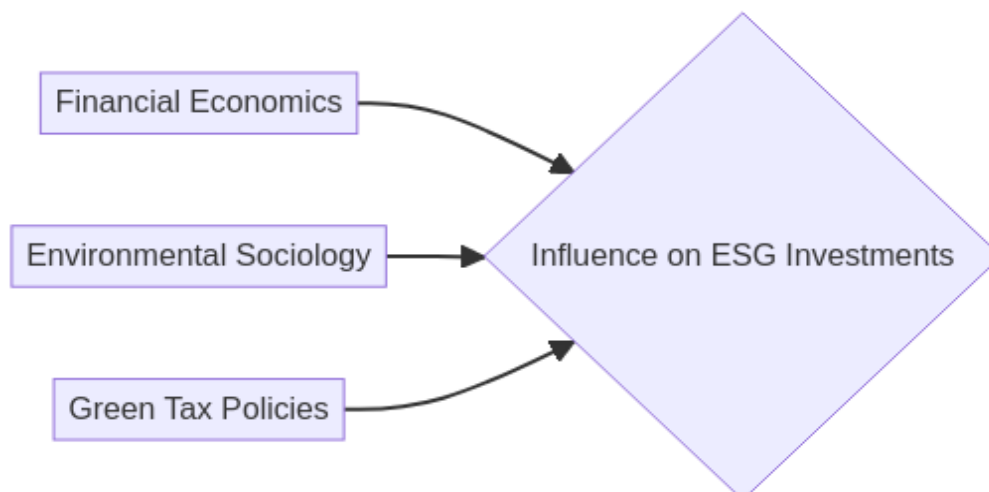 Financial Economics
Environmental Sociology
Influence on ESG Investments
Green Tax Policies